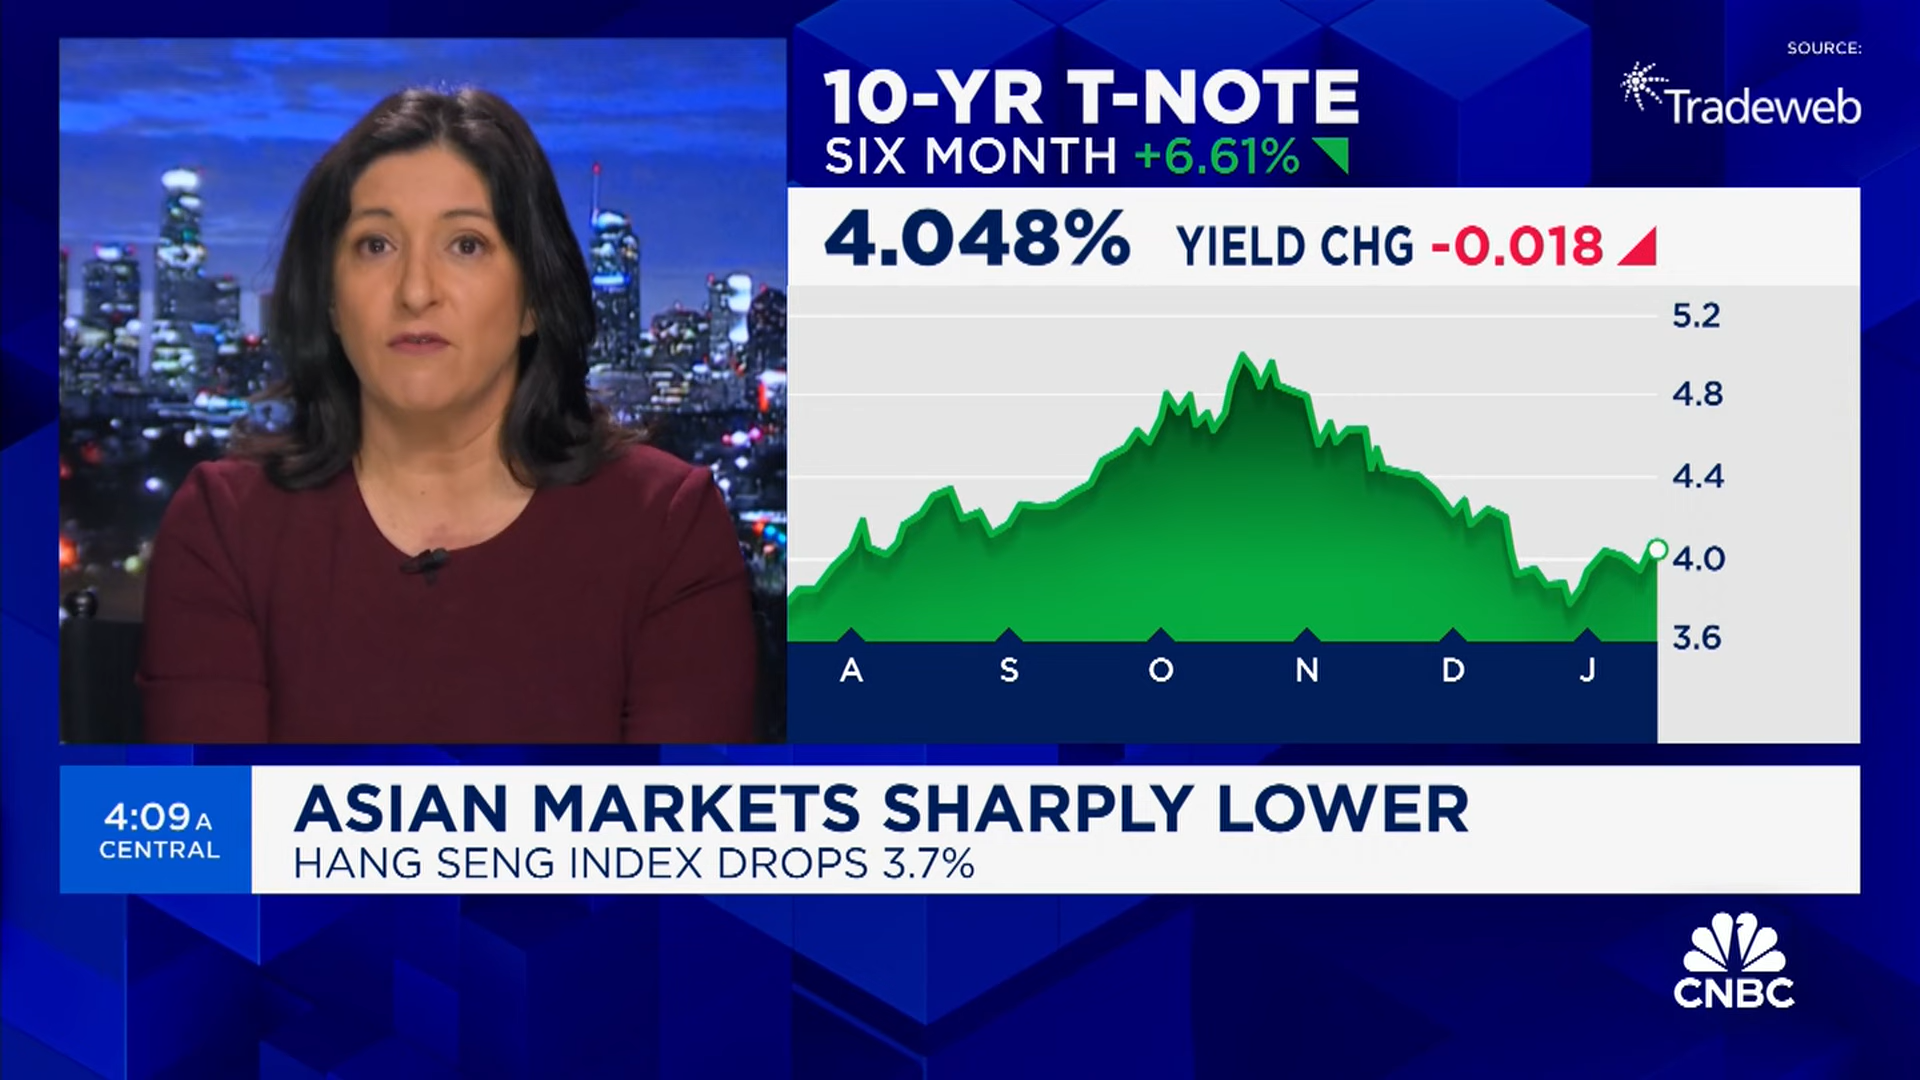 SOURCE:
Tradeweb
10-YR T-NOTE
SIX MONTH +6.61%
4.048% YIELD CHG -0.018
5.2
4.8
4.4
4.0
3.6
A S O N D J
4:09 A
CENTRAL
ASIAN MARKETS SHARPLY LOWER
HANG SENG INDEX DROPS 3.7%
CNBC